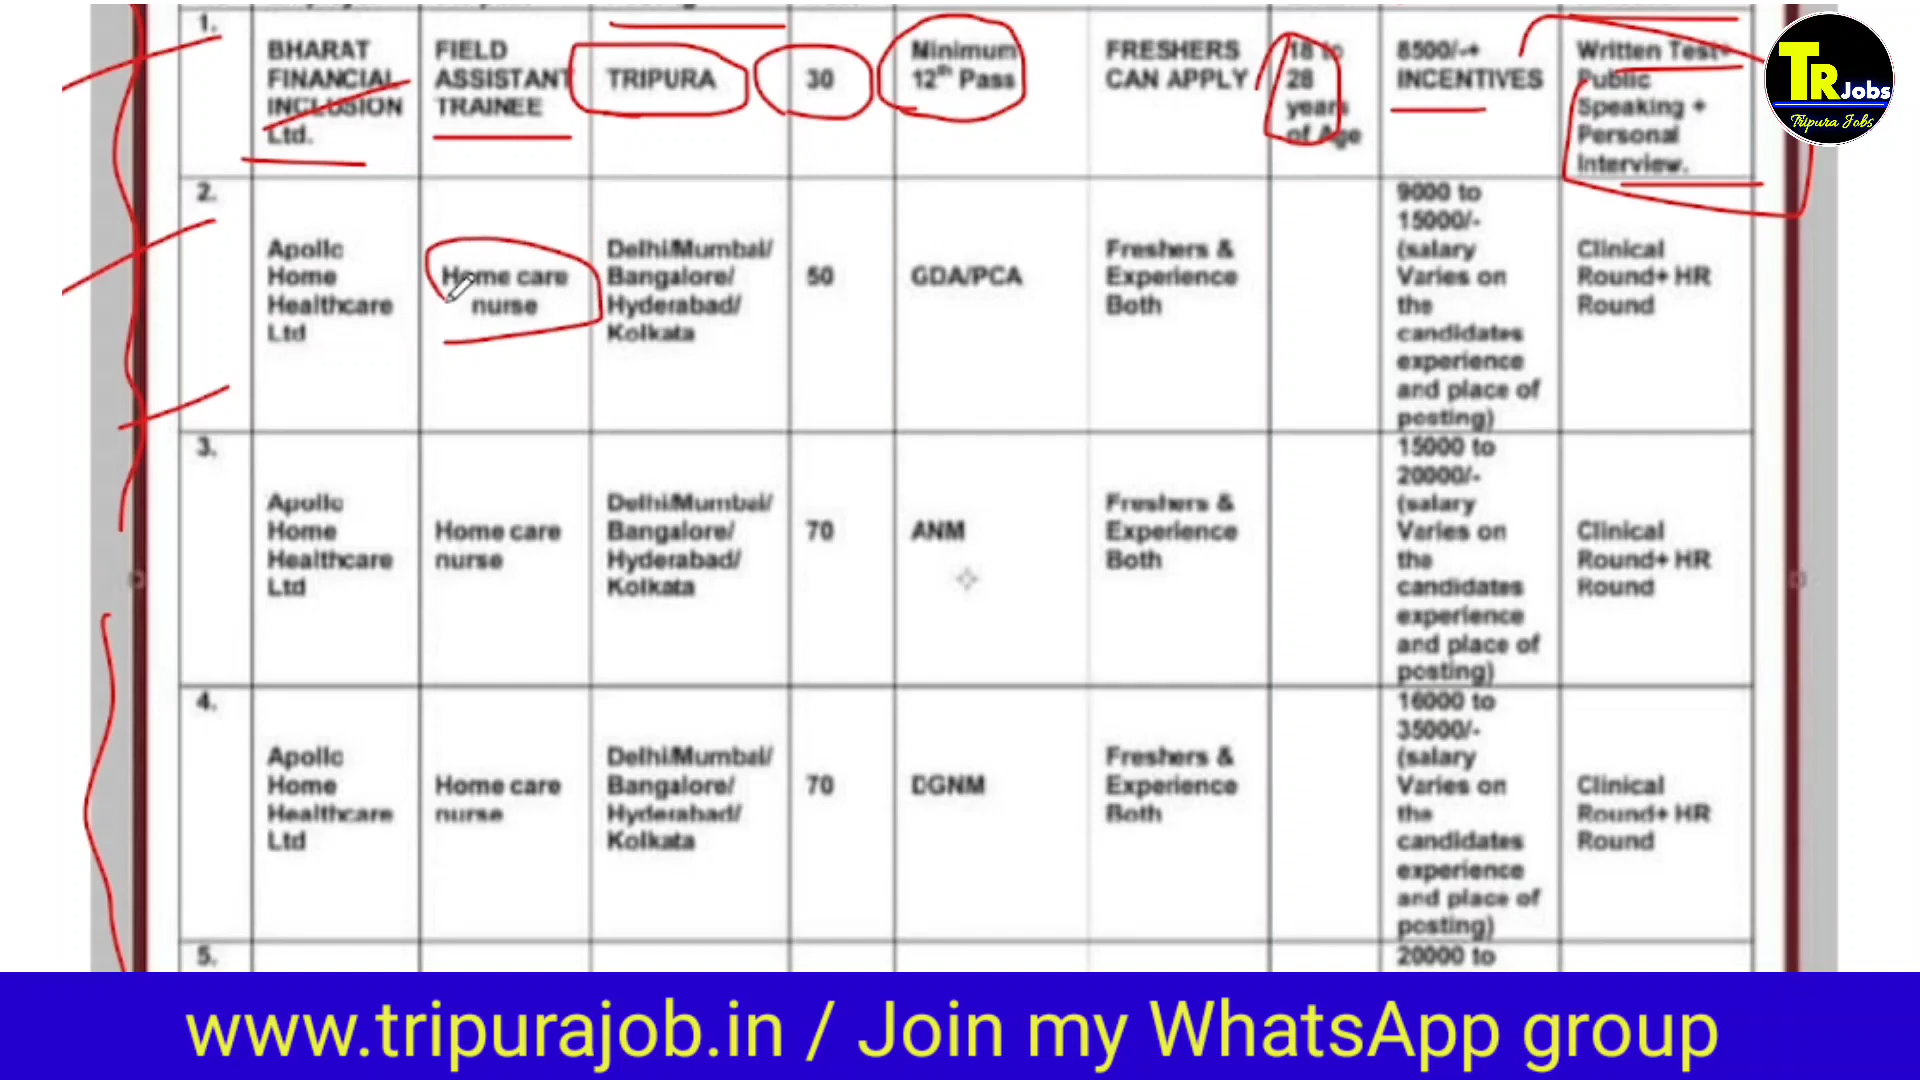 1.
BHARAT
FINANCIAL
INCLUSION
Ltd.
FIELD
ASSISTANT
TRAINEE
TRIPURA
30
Minimum
12th Pass
FRESHERS
CAN APPLY
18 to
28
years
of Age
8500/-+
INCENTIVES
Written Test+
Public
Speaking +
Personal
Interview.
2.
Apollo
Home
Healthcare
Ltd
Home care
nurse
Delhi/Mumbai/
Bangalore/
Hyderabad/
Kolkata
50
GDA/PCA
Freshers &
Experience
Both
9000 to
15000/-
(salary
Varies on
the
candidates
experience
and place of
posting)
Clinical
Round+ HR
Round
3.
Apollo
Home
Healthcare
Ltd
Home care
nurse
Delhi/Mumbai/
Bangalore/
Hyderabad/
Kolkata
70
ANM
Freshers &
Experience
Both
15000 to
20000/-
(salary
Varies on
the
candidates
experience
and place of
posting)
Clinical
Round+ HR
Round
4.
Apollo
Home
Healthcare
Ltd
Home care
nurse
Delhi/Mumbai/
Bangalore/
Hyderabad/
Kolkata
70
DGNM
Freshers &
Experience
Both
16000 to
35000/-
(salary
Varies on
the
candidates
experience
and place of
posting)
Clinical
Round+ HR
Round
5.
20000 to
TR Jobs
Tripura Jobs
www.tripurajob.in / Join my WhatsApp group